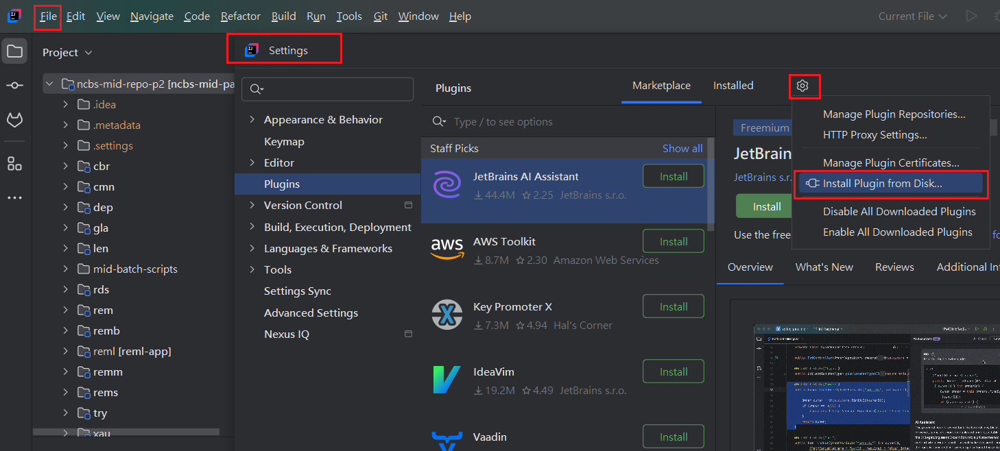 File Edit View Navigate Code Refactor Build Run Tools Git Window Help Current File
Project
ncbs-mid-repo-p2 [ncbs-mid-pa
.idea
.metadata
.settings
cbr
cmn
dep
gla
len
mid-batch-scripts
rds
rem
remb
reml [reml-app]
remm
rems
try
xau
Settings
Appearance & Behavior
Keymap
Editor
Plugins
Version Control
Build, Execution, Deployment
Languages & Frameworks
Tools
Settings Sync
Advanced Settings
Nexus IQ
Plugins Marketplace Installed
Type / to see options
Staff Picks Show all
JetBrains AI Assistant Install
44.4M 2.25 JetBrains s.r.o.
aws
AWS Toolkit Install
8.7M 2.30 Amazon Web Services
Key Promoter X Install
7.3M 4.94 Hal's Corner
IdeaVim Install
19.2M 4.49 JetBrains s.r.o.
Vaadin Install
Manage Plugin Repositories...
HTTP Proxy Settings...
Manage Plugin Certificates...
Install Plugin from Disk...
Disable All Downloaded Plugins
Enable All Downloaded Plugins
Freemium
JetBrain
JetBrains s.r.
Install
Use the free
Overview What's New Reviews Additional Inf